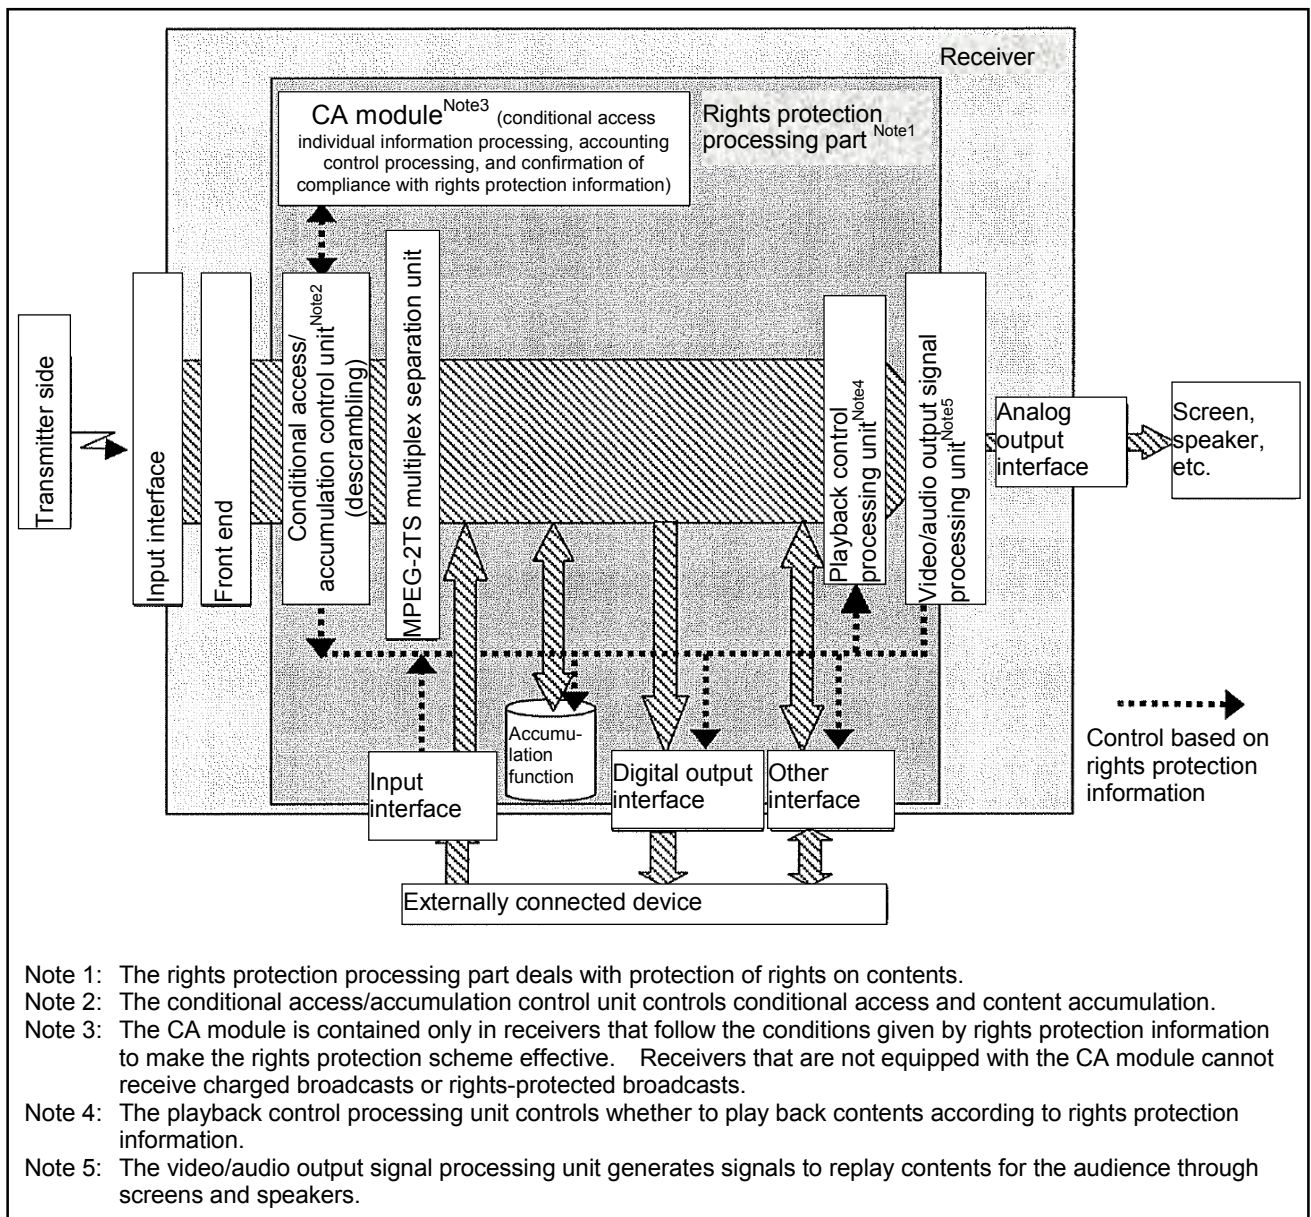 Receiver
CA moduleNote3 (conditional access
individual information processing, accounting
control processing, and confirmation of
compliance with rights protection information)
Rights protection
processing part Note1
Transmitter side
Input interface
Front end
Conditional access/
accumulation control unitNote2
(descrambling)
MPEG-2TS multiplex separation unit
Playback control
processing unitNote4
Video/audio output signal
processing unitNote5
Analog
output
interface
Screen,
speaker,
etc.
Input
interface
Accumu-
lation
function
Digital output
interface
Other
interface
Control based on
rights protection
information
Externally connected device
Note 1: The rights protection processing part deals with protection of rights on contents.
Note 2: The conditional access/accumulation control unit controls conditional access and content accumulation.
Note 3: The CA module is contained only in receivers that follow the conditions given by rights protection information
to make the rights protection scheme effective. Receivers that are not equipped with the CA module cannot
receive charged broadcasts or rights-protected broadcasts.
Note 4: The playback control processing unit controls whether to play back contents according to rights protection
information.
Note 5: The video/audio output signal processing unit generates signals to replay contents for the audience through
screens and speakers.